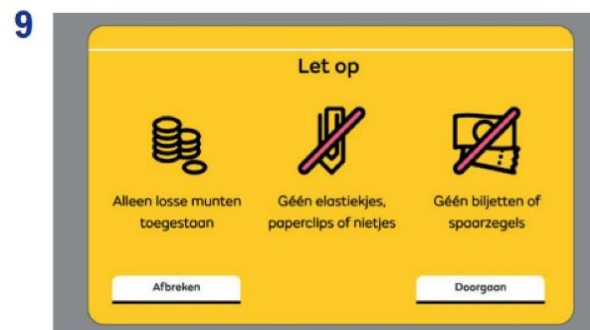 9
Let op
Alleen losse munten
toegestaan
Géén elastiekjes,
paperclips of nietjes
Géén biljetten of
spaarzegels
Afbreken
Doorgaan